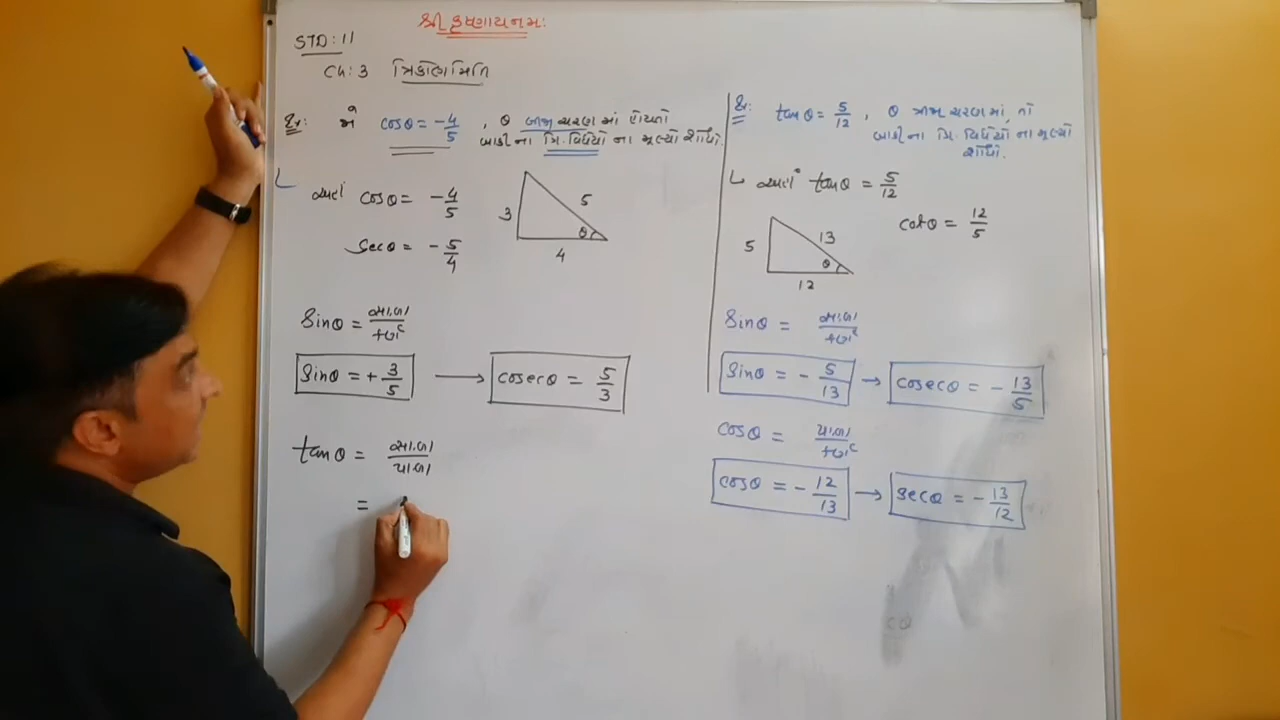 શ્રી કૃષ્ણાય નમઃ
STD: 11
Ch: 3 ત્રિકોણમિતિ
Ex: જો cosθ = -4/5 , θ બીજા ચરણ માં હોય તો
બાકી ના ત્રિ. વિધેયો ના મૂલ્યો શોધો.
અહીં cosθ = -4/5
secθ = -5/4
3
5
θ
4
sinθ = સા.બા/કર્ણ
sinθ = +3/5 → cosecθ = 5/3
tanθ = સા.બા/પા.બા
=
Ex: tanθ = 5/12 , θ ત્રીજા ચરણ માં, તો
બાકી ના ત્રિ. વિધેયો ના મૂલ્યો
શોધો.
અહીં tanθ = 5/12
cotθ = 12/5
5
13
θ
12
sinθ = સા.બા/કર્ણ
sinθ = -5/13 → cosecθ = -13/5
cosθ = પા.બા/કર્ણ
cosθ = -12/13 → secθ = -13/12